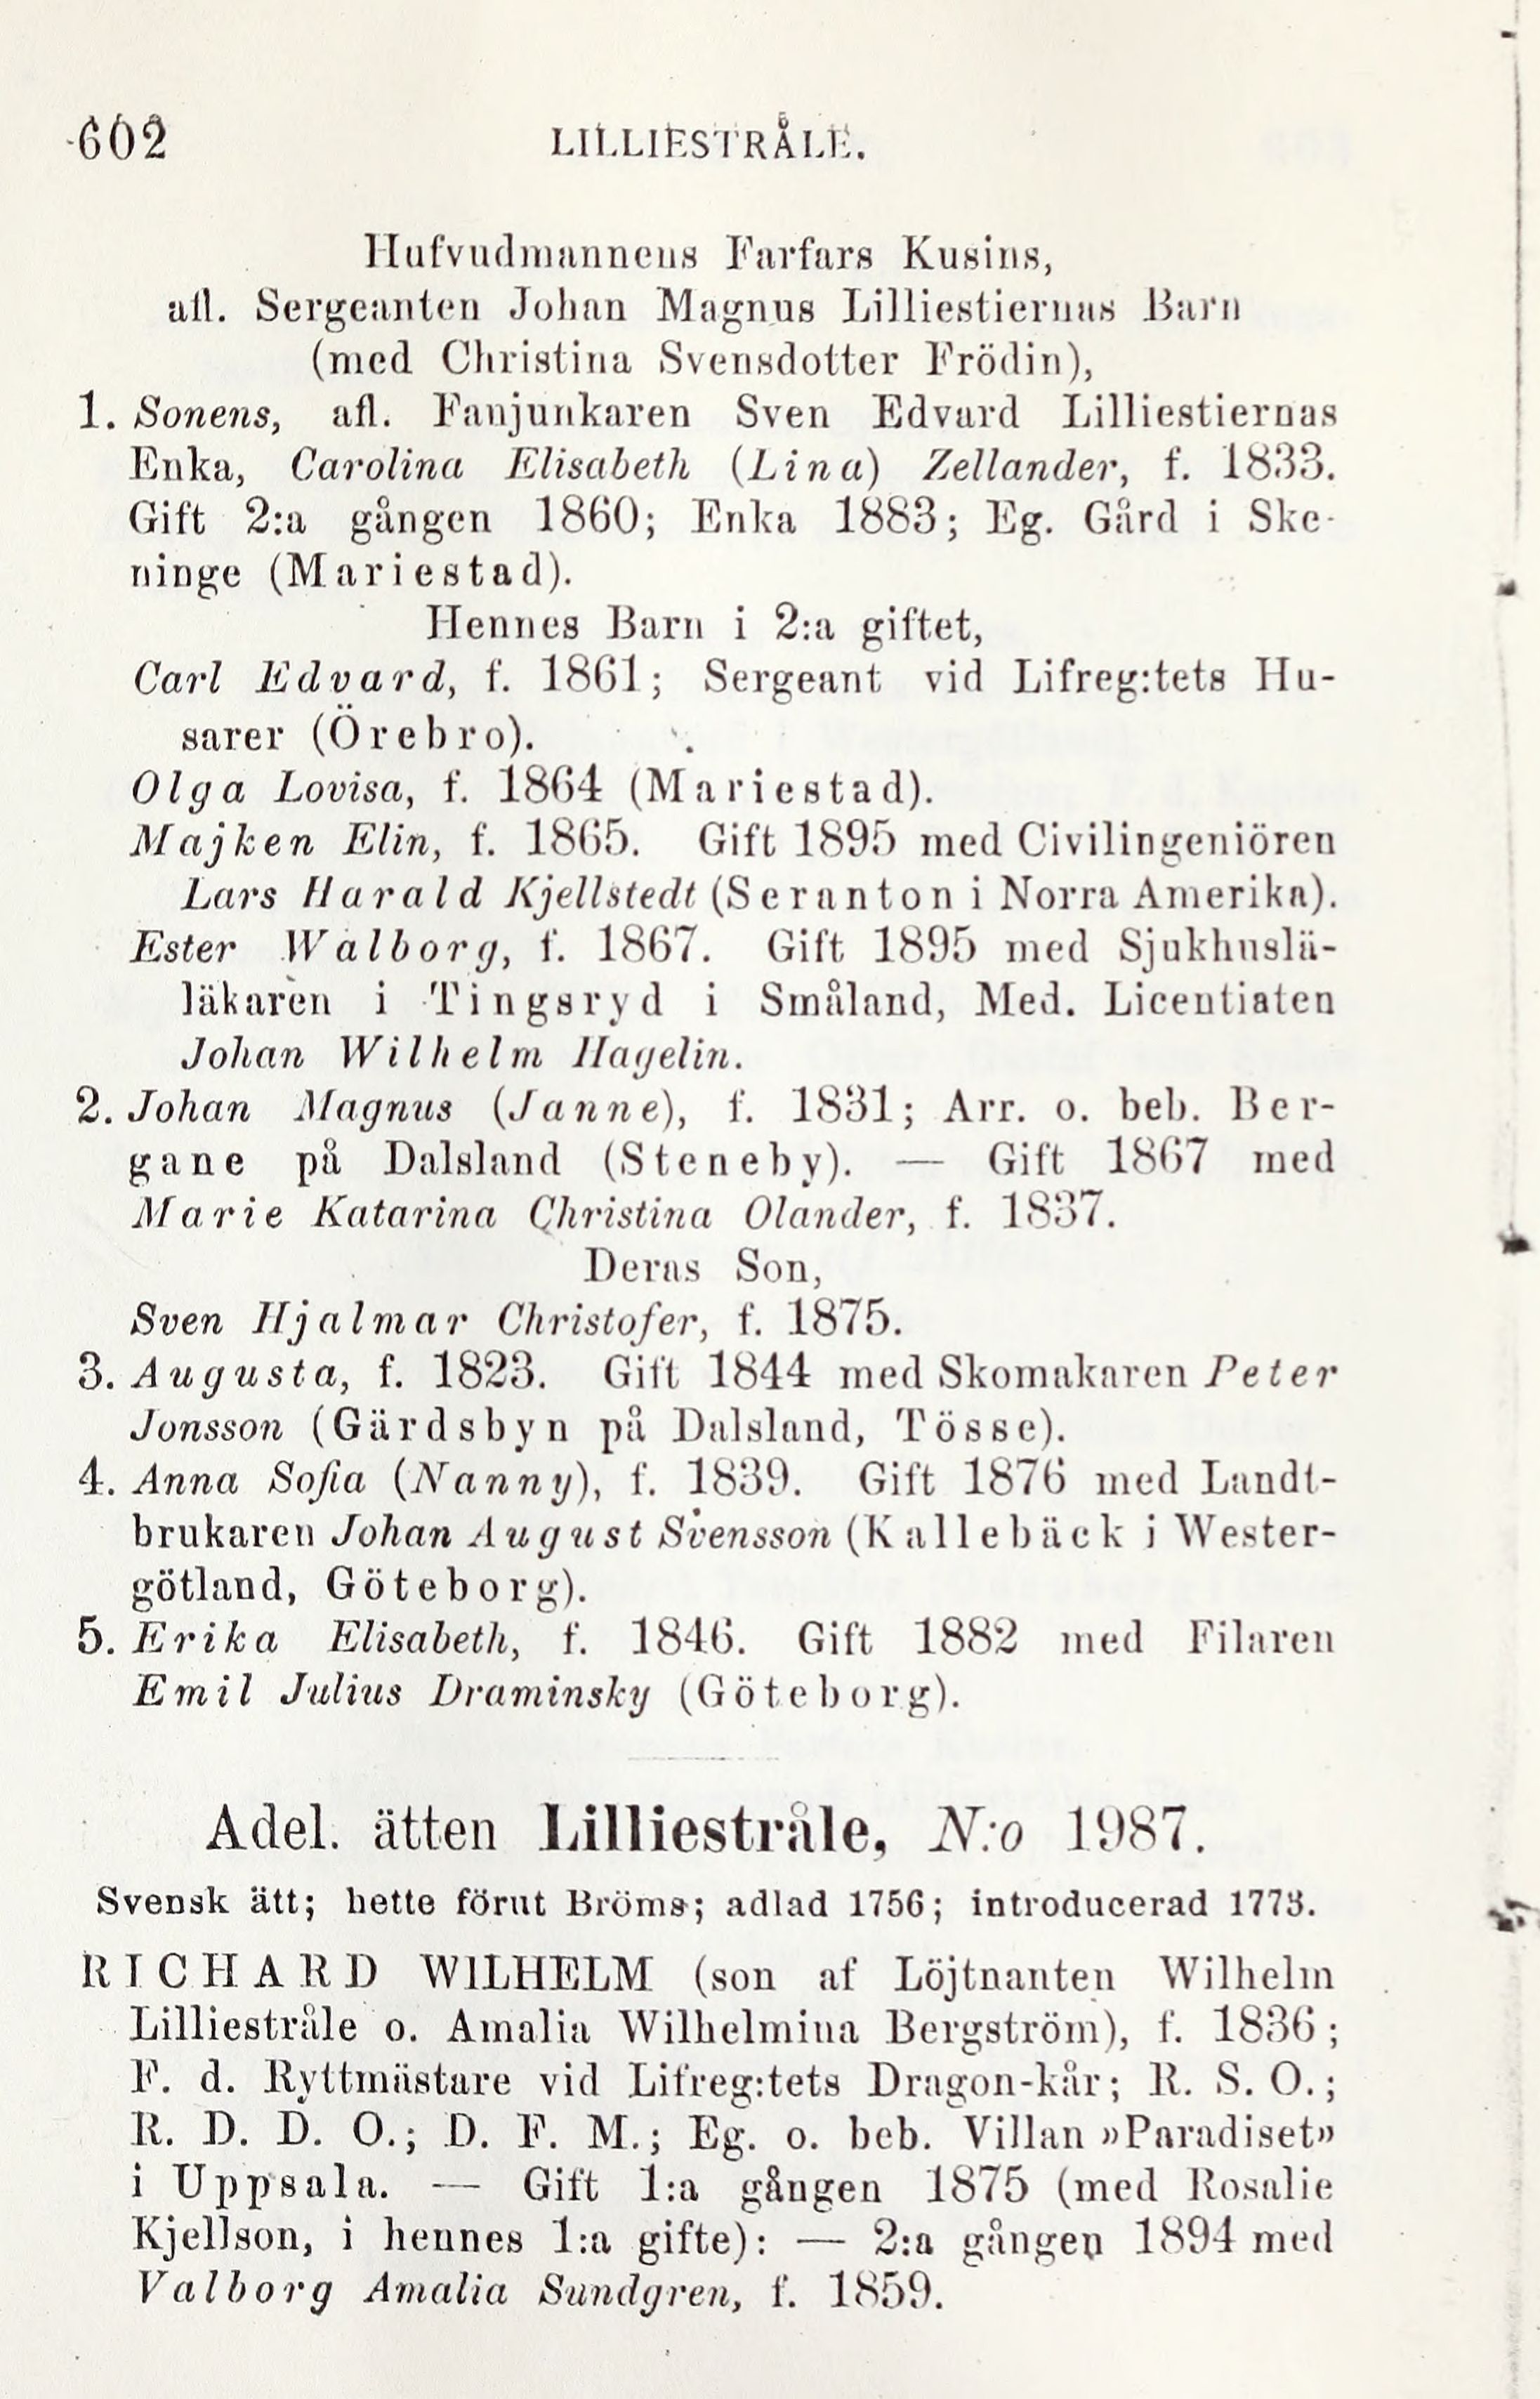 602 LILLIESTRÅLE.
Hufvudmannens Farfars Kusins,
afl. Sergeanten Johan Magnus Lilliestiernas Barn
(med Christina Svensdotter Frödin),
1. Sonens, afl. Fanjunkaren Sven Edvard Lilliestiernas
Enka, Carolina Elisabeth (Lina) Zellander, f. 1833.
Gift 2:a gången 1860; Enka 1883; Eg. Gård i Ske-
ninge (Mariestad).
Hennes Barn i 2:a giftet,
Carl Edvard, f. 1861; Sergeant vid Lifreg:tets Hu-
sarer (Örebro).
Olga Lovisa, f. 1864 (Mariestad).
Majken Elin, f. 1865. Gift 1895 med Civilingeniören
Lars Harald Kjellstedt (Seranton i Norra Amerika).
Ester Walborg, f. 1867. Gift 1895 med Sjukhuslä-
läkaren i Tingsryd i Småland, Med. Licentiaten
Johan Wilhelm Hagelin.
2. Johan Magnus (Janne), f. 1831; Arr. o. beb. Ber-
gane på Dalsland (Steneby). — Gift 1867 med
Marie Katarina Christina Olander, f. 1837.
Deras Son,
Sven Hjalmar Christofer, f. 1875.
3. Augusta, f. 1823. Gift 1844 med Skomakaren Peter
Jonsson (Gärdsbyn på Dalsland, Tösse).
4. Anna Sofia (Nanny), f. 1839. Gift 1876 med Landt-
brukaren Johan August Svensson (Kallebäck i Wester-
götland, Göteborg).
5. Erika Elisabeth, f. 1846. Gift 1882 med Filaren
Emil Julius Draminsky (Göteborg).
Adel. ätten Lilliestråle, N:o 1987.
Svensk ätt; hette förut Bröms; adlad 1756; introducerad 1773.
RICHARD WILHELM (son af Löjtnanten Wilhelm
Lilliestråle o. Amalia Wilhelmina Bergström), f. 1836;
F. d. Ryttmästare vid Lifreg:tets Dragon-kår; R. S. O.;
R. D. D. O.; D. F. M.; Eg. o. beb. Villan »Paradiset»
i Uppsala. — Gift 1:a gången 1875 (med Rosalie
Kjellson, i hennes 1:a gifte): — 2:a gången 1894 med
Valborg Amalia Sundgren, f. 1859.